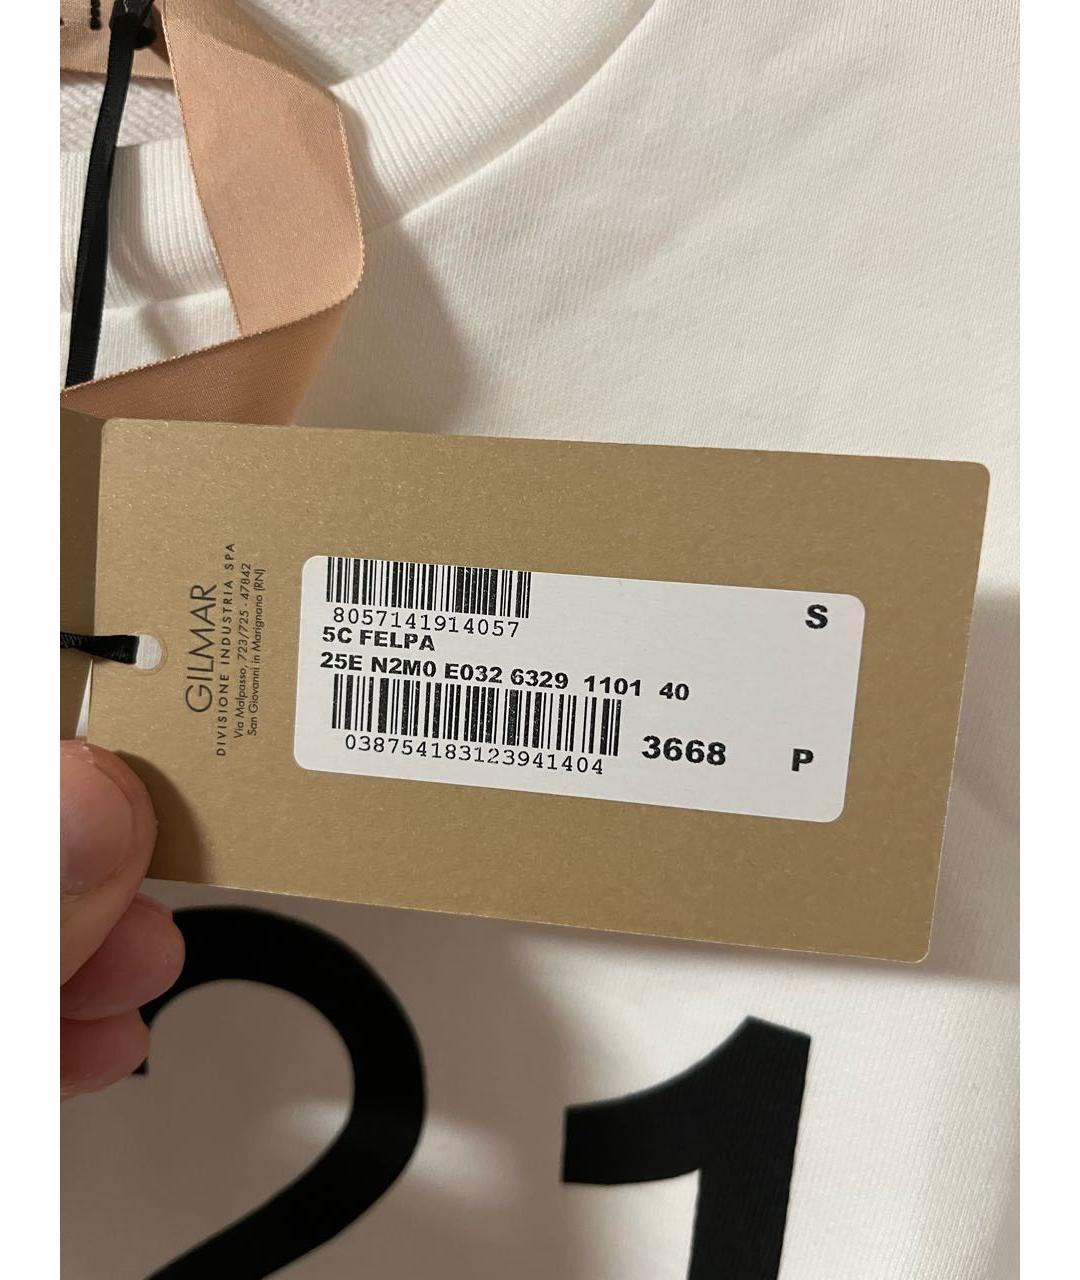 GILMAR
DIVISIONE INDUSTRIA SPA
Via Malpasso, 723/725 - 47842
San Giovanni in Marignano (RN)
S
8057141914057
5C FELPA
25E N2M0 E032 6329 1101 40
038754183123941404
3668
P
21